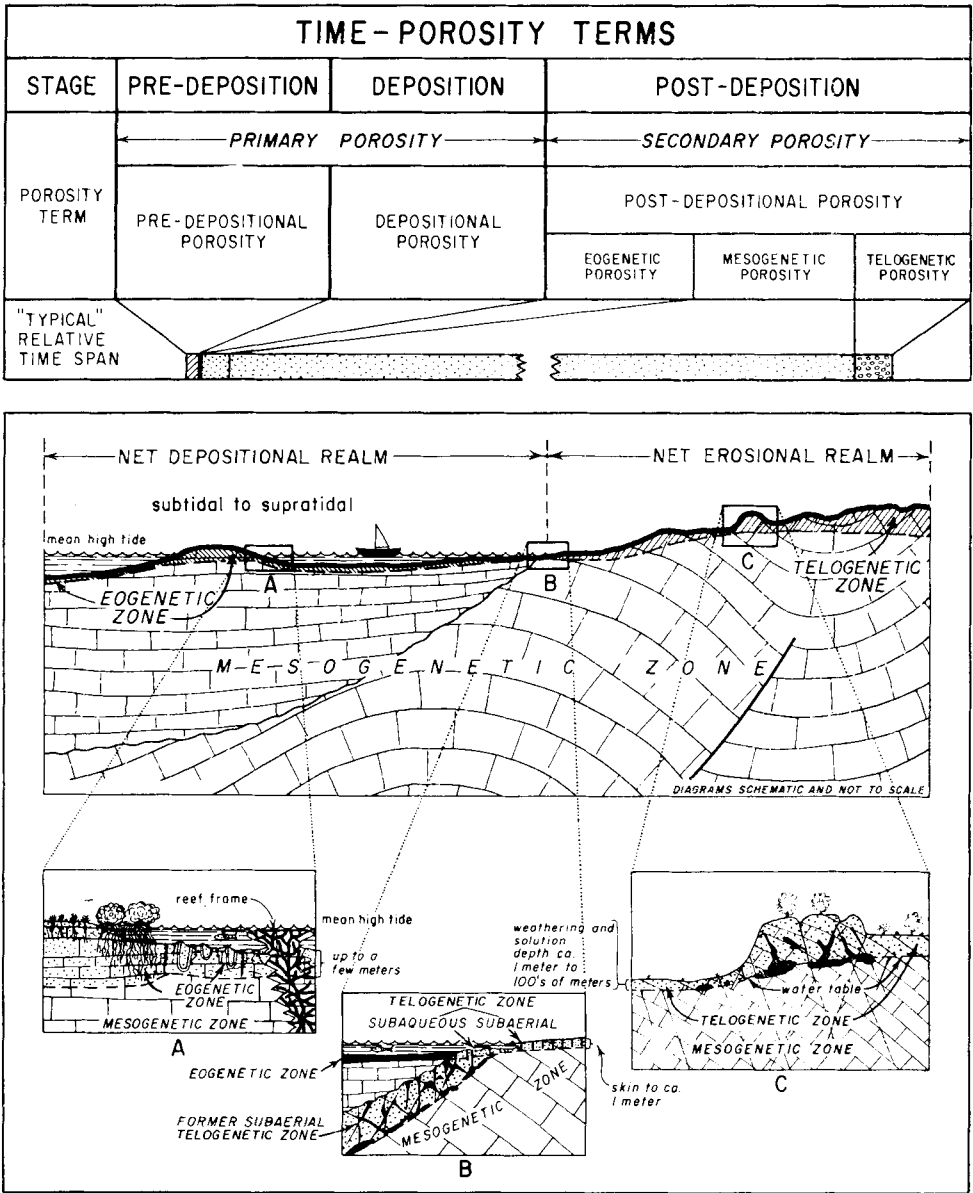 TIME-POROSITY TERMS
STAGE
PRE-DEPOSITION
DEPOSITION
POST-DEPOSITION
PRIMARY POROSITY
SECONDARY POROSITY
POROSITY
TERM
PRE-DEPOSITIONAL
POROSITY
DEPOSITIONAL
POROSITY
POST-DEPOSITIONAL POROSITY
EOGENETIC
POROSITY
MESOGENETIC
POROSITY
TELOGENETIC
POROSITY
"TYPICAL"
RELATIVE
TIME SPAN
NET DEPOSITIONAL REALM
NET EROSIONAL REALM
subtidal to supratidal
mean high tide
A
B
C
EOGENETIC
ZONE
TELOGENETIC
ZONE
MESOGENETIC ZONE
DIAGRAMS SCHEMATIC AND NOT TO SCALE
reef frame
mean high tide
up to a
few meters
EOGENETIC
ZONE
MESOGENETIC ZONE
A
TELOGENETIC ZONE
SUBAQUEOUS SUBAERIAL
EOGENETIC ZONE
FORMER SUBAERIAL
TELOGENETIC ZONE
MESOGENETIC ZONE
skin to ca.
1 meter
B
weathering and
solution
depth ca.
1 meter to
100's of meters
water table
TELOGENETIC ZONE
MESOGENETIC ZONE
C